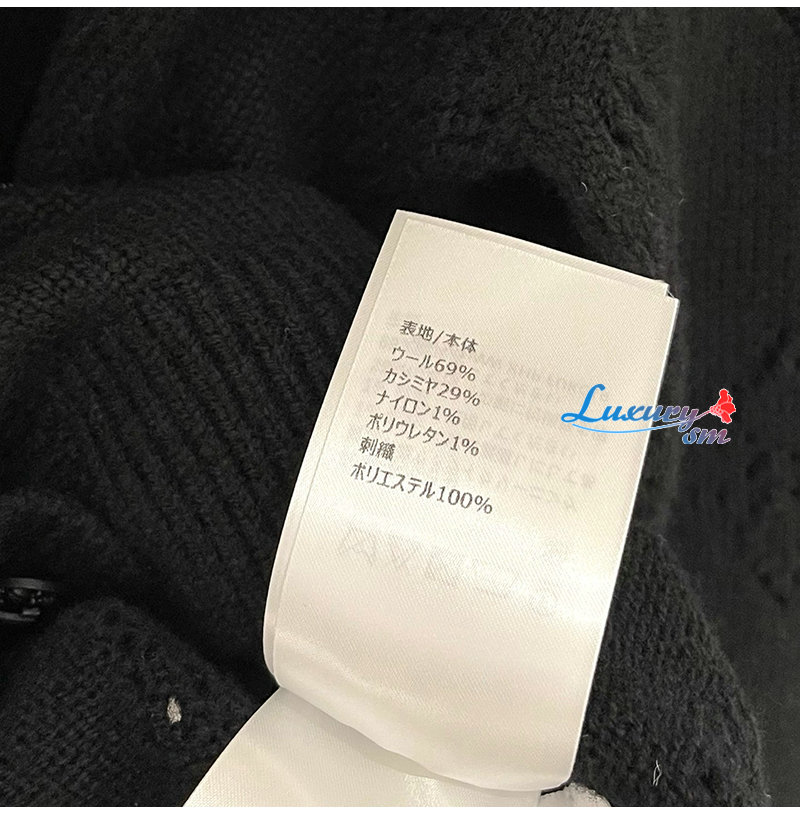 表地/本体
ウール69%
カシミヤ29%
ナイロン1%
ポリウレタン1%
刺繍
ポリエステル100%
Luxury
sm